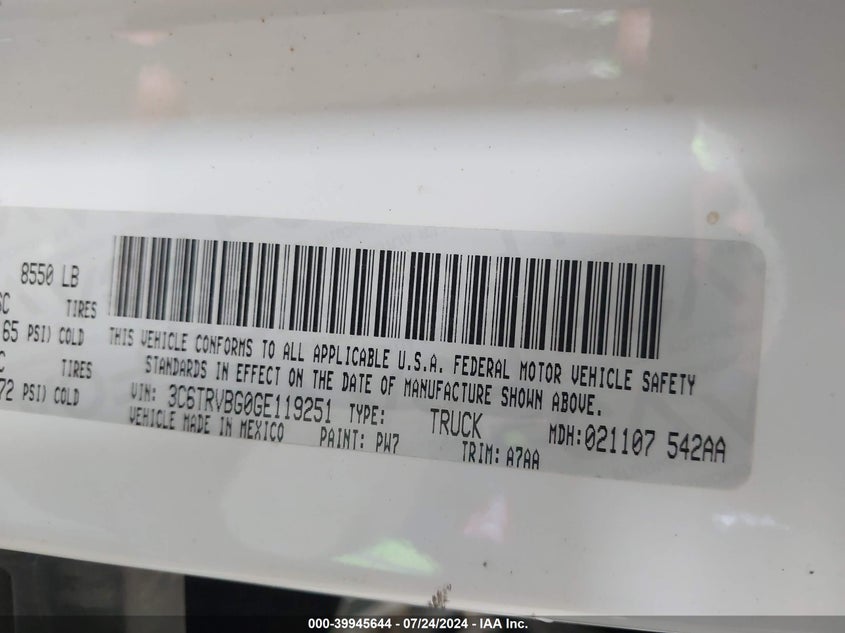 8550 LB
TIRES
65 PSI) COLD
TIRES
72 PSI) COLD
THIS VEHICLE CONFORMS TO ALL APPLICABLE U.S.A. FEDERAL MOTOR VEHICLE SAFETY
STANDARDS IN EFFECT ON THE DATE OF MANUFACTURE SHOWN ABOVE.
VIN: 3C6TRVBG0GE119251 TYPE: TRUCK MDH:021107 542AA
VEHICLE MADE IN MEXICO PAINT: PW7 TRIM: A7AA
000-39945644 / 07/24/2024 - IAA Inc.